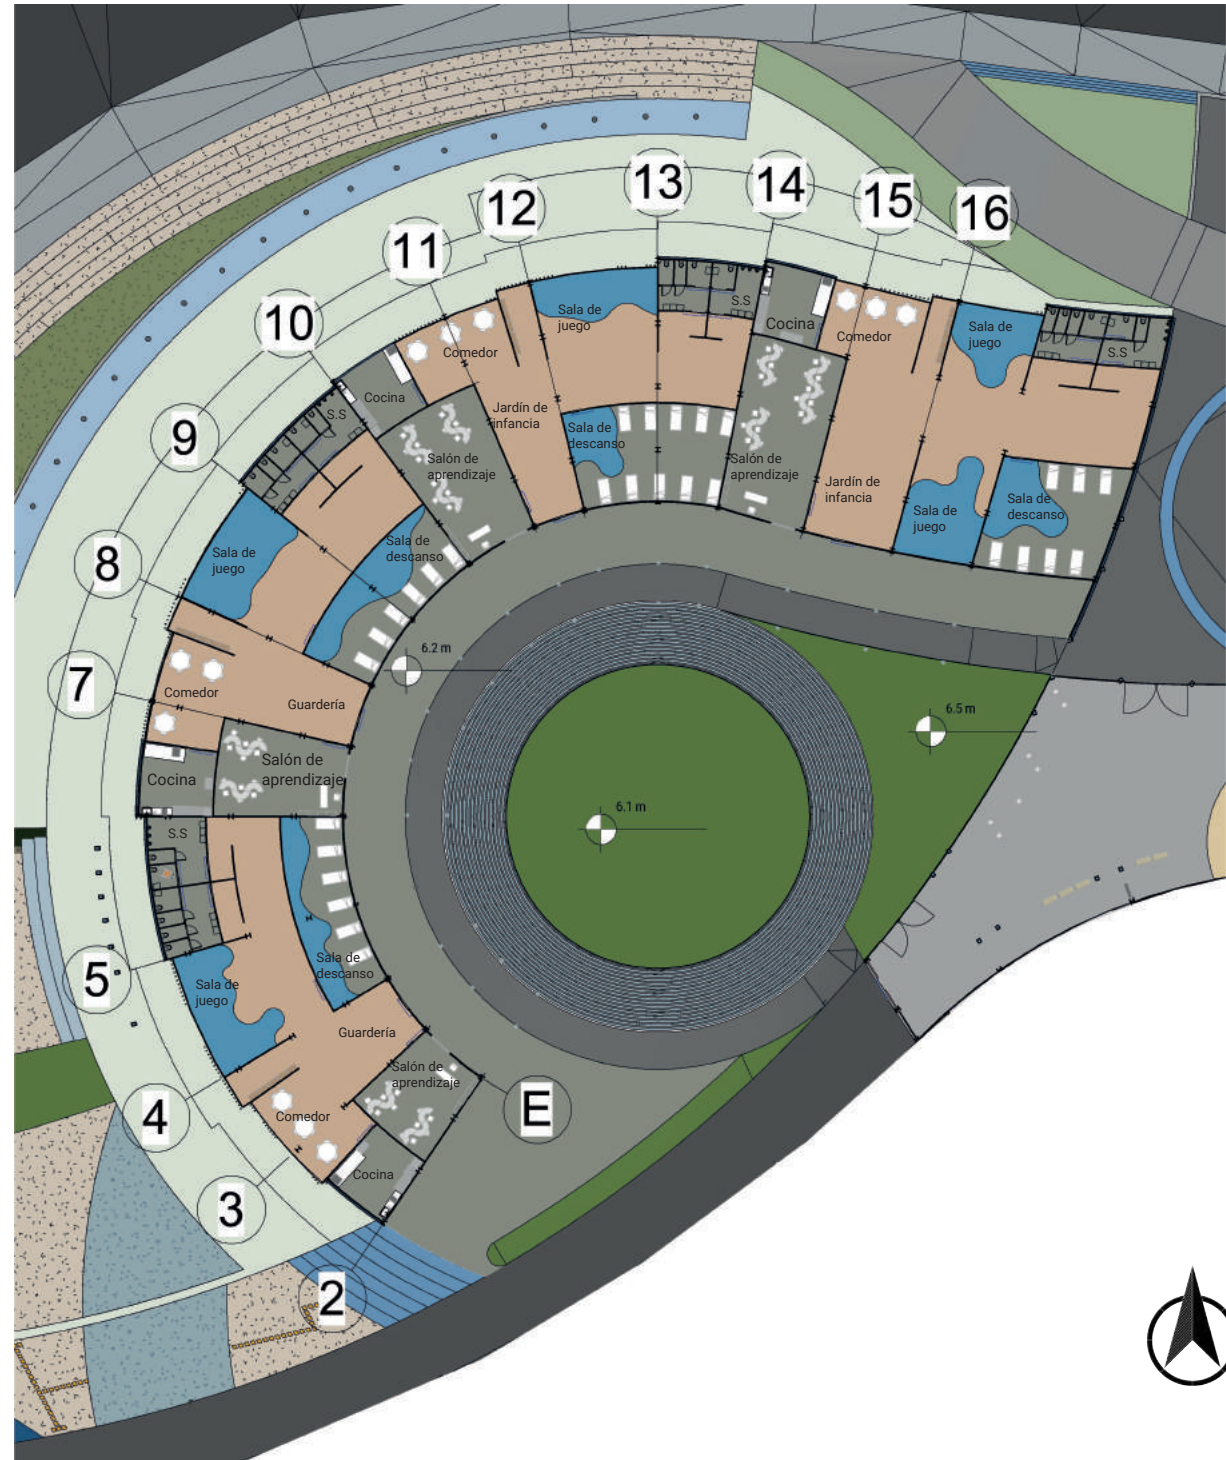 13
14
12
15
16
11
10
9
8
7
5
4
3
2
E
S.S
Cocina
Sala de
juego
Comedor
Sala de
juego
S.S
Comedor
Cocina
S.S
Jardín de
infancia
Sala de
descanso
Salón de
aprendizaje
Salón de
aprendizaje
Jardín de
infancia
Sala de
juego
Sala de
descanso
Sala de
juego
Sala de
descanso
Comedor
Guardería
6.2 m
6.5 m
6.1 m
Cocina
Salón de
aprendizaje
S.S
Sala de
juego
Sala de
descanso
Guardería
Salón de
aprendizaje
Comedor
Cocina